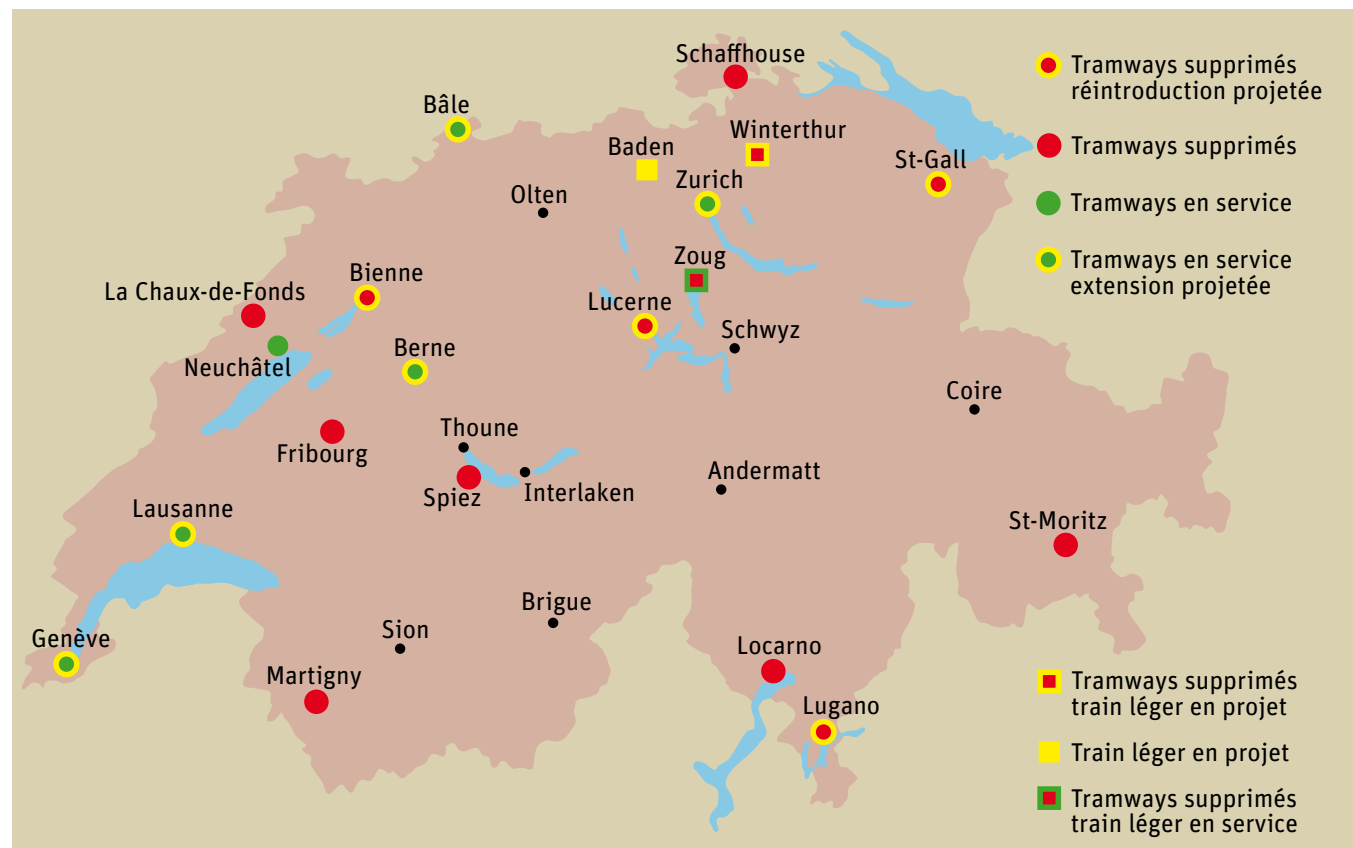 Schaffhouse
Bâle
Winterthur
Baden
St-Gall
Zurich
Olten
Zoug
Bienne
La Chaux-de-Fonds
Lucerne
Schwyz
Berne
Neuchâtel
Coire
Thoune
Fribourg
Andermatt
Spiez
Interlaken
Lausanne
St-Moritz
Brigue
Sion
Genève
Locarno
Martigny
Lugano
Tramways supprimés
réintroduction projetée
Tramways supprimés
Tramways en service
Tramways en service
extension projetée
Tramways supprimés
train léger en projet
Train léger en projet
Tramways supprimés
train léger en service